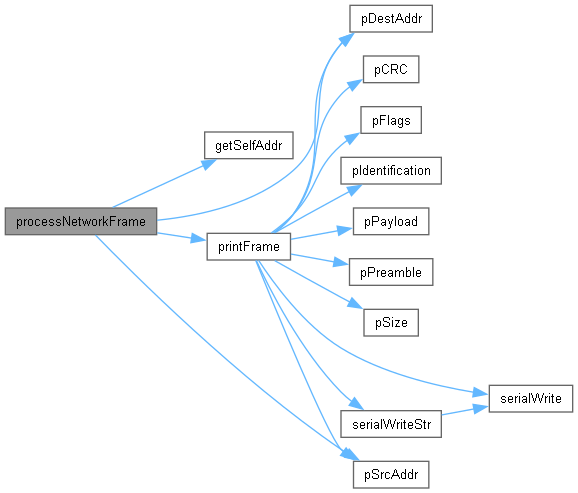 pDestAddr
pCRC
pFlags
getSelfAddr
pIdentification
processNetworkFrame
pPayload
printFrame
pPreamble
pSize
serialWrite
serialWriteStr
pSrcAddr